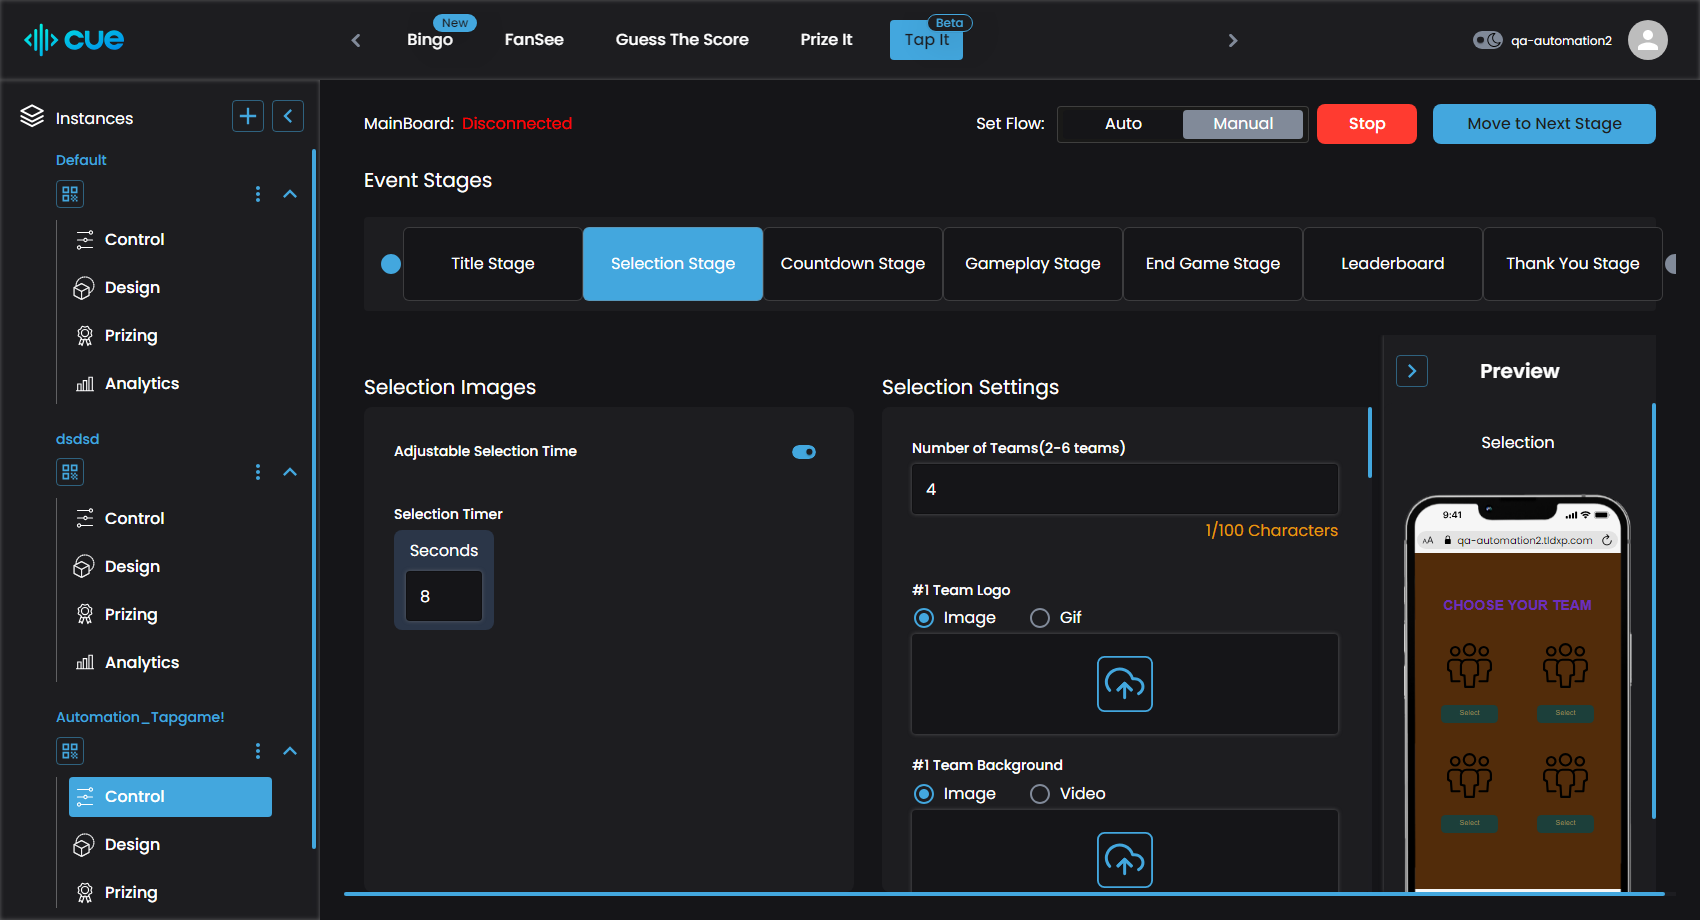 cue
New
Bingo
FanSee
Guess The Score
Prize It
Beta
Tap It
qa-automation2
Instances
Default
Control
Design
Prizing
Analytics
dsdsd
Control
Design
Prizing
Analytics
Automation_Tapgame!
Control
Design
Prizing
MainBoard: Disconnected
Set Flow:
Auto
Manual
Stop
Move to Next Stage
Event Stages
Title Stage
Selection Stage
Countdown Stage
Gameplay Stage
End Game Stage
Leaderboard
Thank You Stage
Selection Images
Adjustable Selection Time
Selection Timer
Seconds
8
Selection Settings
Number of Teams(2-6 teams)
4
1/100 Characters
#1 Team Logo
Image
Gif
#1 Team Background
Image
Video
Preview
Selection
9:41
AA qa-automation2.tldxp.com
CHOOSE YOUR TEAM
Select
Select
Select
Select